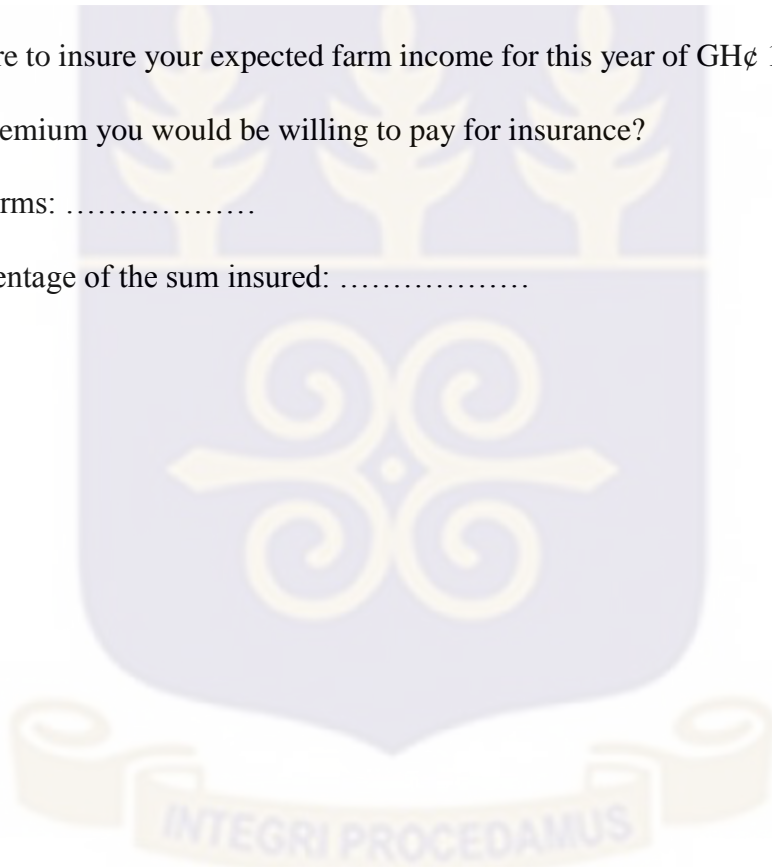 re to insure your expected farm income for this year of GH¢ 1
emium you would be willing to pay for insurance?
rms: ………………
entage of the sum insured: ………………
INTEGRI PROCEDAMUS